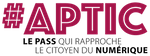 #APTIC
LE PASS QUI RAPPROCHE
LE CITOYEN DU NUMÉRIQUE